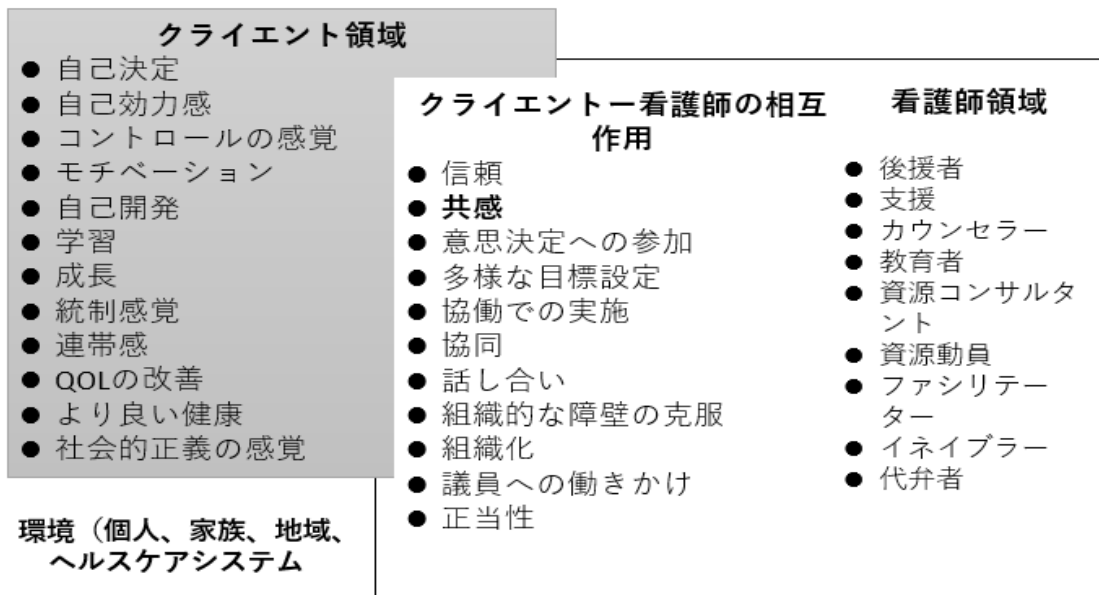 クライエント領域
● 自己決定
● 自己効力感
● コントロールの感覚
● モチベーション
● 自己開発
● 学習
● 成長
● 統制感覚
● 連帯感
● QOLの改善
● より良い健康
● 社会的正義の感覚
クライエントー看護師の相互
作用
● 信頼
● 共感
● 意思決定への参加
● 多様な目標設定
● 協働での実施
● 協同
● 話し合い
● 組織的な障壁の克服
● 組織化
● 議員への働きかけ
● 正当性
看護師領域
● 後援者
● 支援
● カウンセラー
● 教育者
● 資源コンサルタ
ント
● 資源動員
● ファシリテー
ター
● イネイブラー
● 代弁者
環境（個人、家族、地域、
ヘルスケアシステム